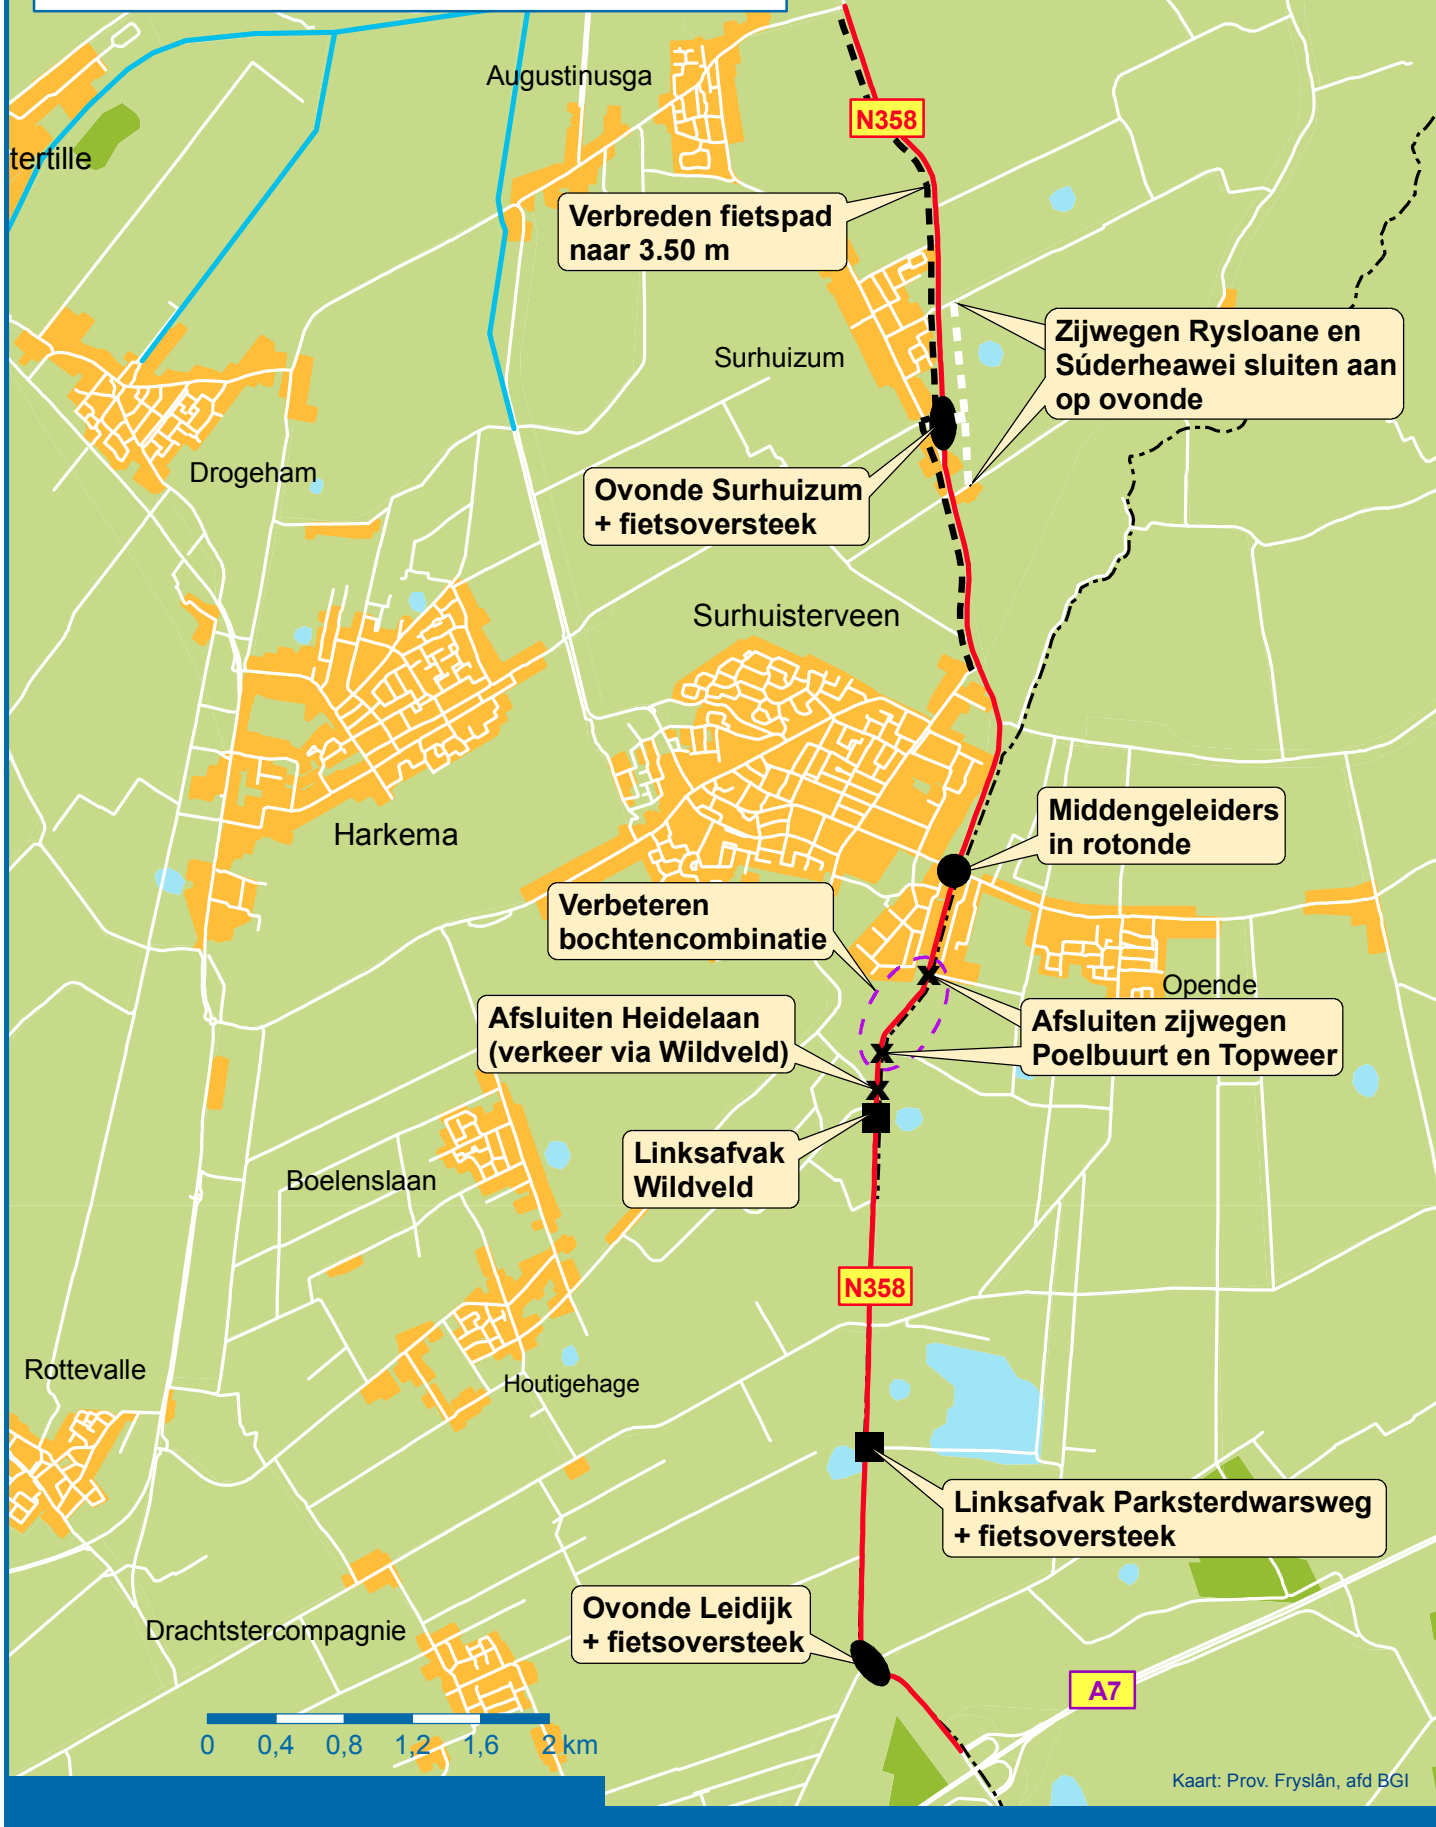 Augustinusga
N358
tertille
Verbreden fietspad
naar 3.50 m
Zijwegen Rysloane en
Súderheawei sluiten aan
op ovonde
Surhuizum
Drogeham
Ovonde Surhuizum
+ fietsoversteek
Surhuisterveen
Middengeleiders
in rotonde
Harkema
Verbeteren
bochtencombinatie
Opende
Afsluiten Heidelaan
(verkeer via Wildveld)
Afsluiten zijwegen
Poelbuurt en Topweer
x
x
x
Linksafvak
Wildveld
Boelenslaan
N358
Rottevalle
Houtigehage
Linksafvak Parksterdwarsweg
+ fietsoversteek
Ovonde Leidijk
+ fietsoversteek
Drachtstercompagnie
A7
0 0,4 0,8 1,2 1,6 2 km
Kaart: Prov. Fryslân, afd BGI